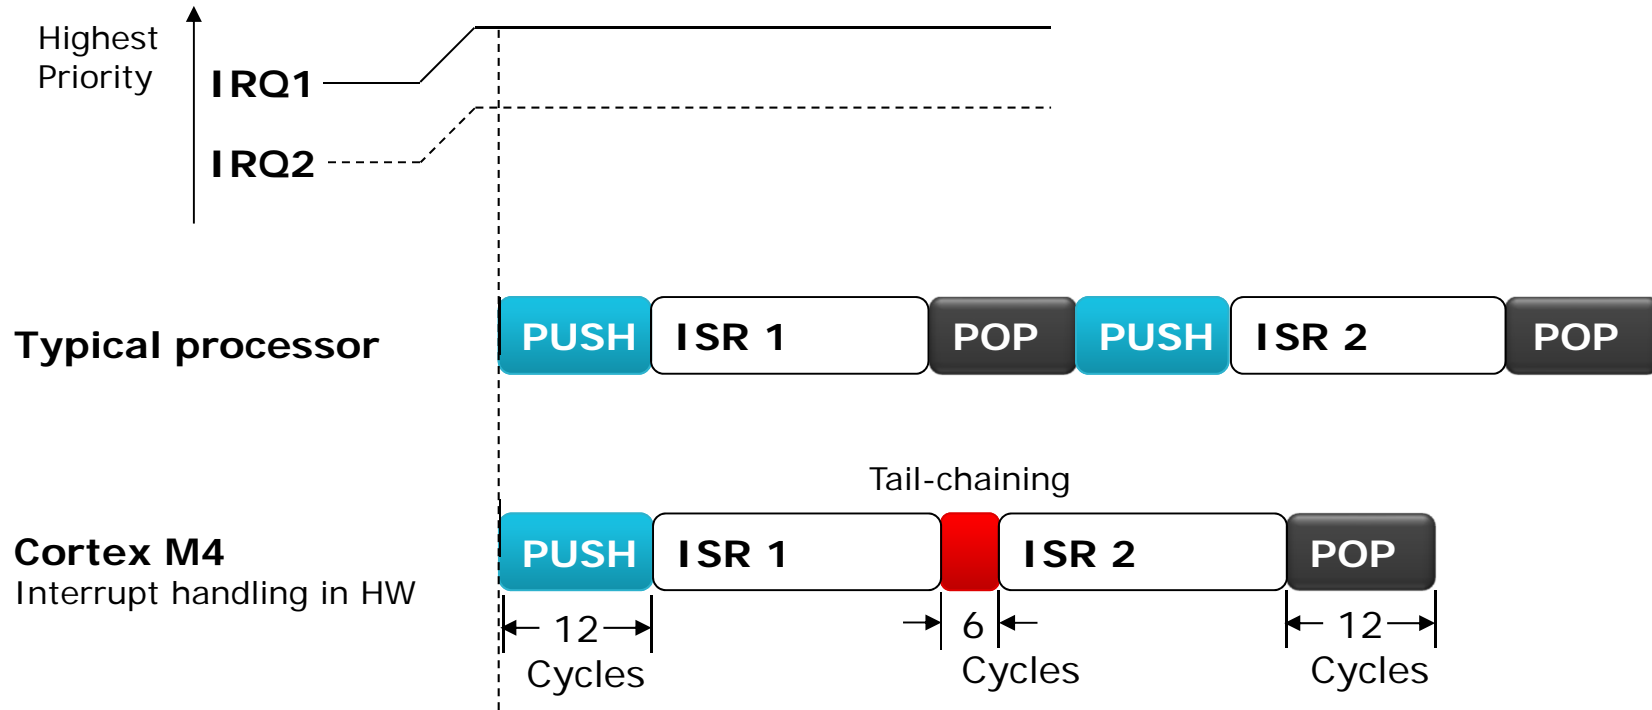 Highest
Priority
IRQ1
IRQ2
Typical processor
PUSH
ISR 1
POP
PUSH
ISR 2
POP
Tail-chaining
Cortex M4
Interrupt handling in HW
PUSH
ISR 1
ISR 2
POP
12
Cycles
6
Cycles
12
Cycles